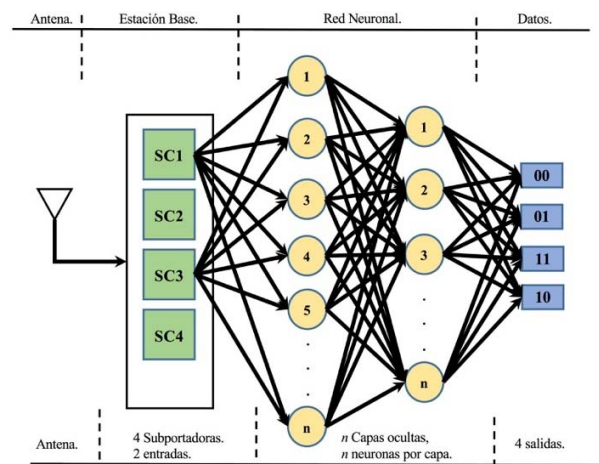 Antena.
Estación Base.
Red Neuronal.
Datos.
SC1
SC2
SC3
SC4
1
2
3
4
5
.
.
.
n
1
2
3
.
.
.
n
00
01
11
10
Antena.
4 Subportadoras.
2 entradas.
n Capas ocultas,
n neuronas por capa.
4 salidas.